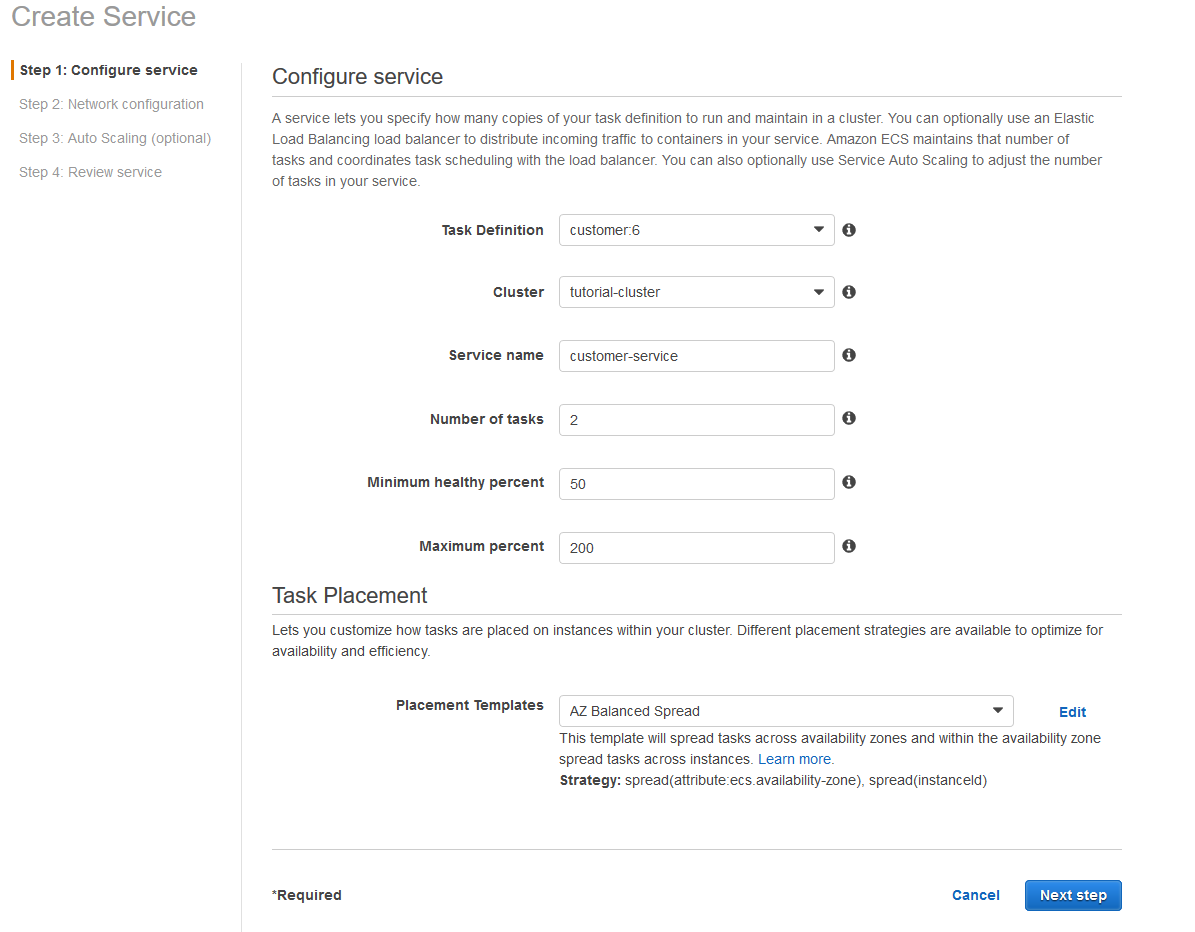 Create Service
Step 1: Configure service
Step 2: Network configuration
Step 3: Auto Scaling (optional)
Step 4: Review service
Configure service
A service lets you specify how many copies of your task definition to run and maintain in a cluster. You can optionally use an Elastic
Load Balancing load balancer to distribute incoming traffic to containers in your service. Amazon ECS maintains that number of
tasks and coordinates task scheduling with the load balancer. You can also optionally use Service Auto Scaling to adjust the number
of tasks in your service.
Task Definition customer:6
Cluster tutorial-cluster
Service name customer-service
Number of tasks 2
Minimum healthy percent 50
Maximum percent 200
Task Placement
Lets you customize how tasks are placed on instances within your cluster. Different placement strategies are available to optimize for
availability and efficiency.
Placement Templates AZ Balanced Spread Edit
This template will spread tasks across availability zones and within the availability zone
spread tasks across instances. Learn more.
Strategy: spread(attribute:ecs.availability-zone), spread(instanceId)
*Required Cancel Next step